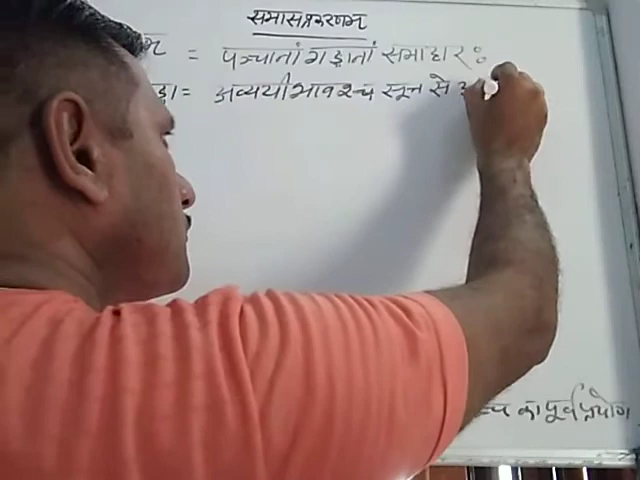 समासप्रकरणम्
म = पञ्चानां गङ्गानां समाहारः
ङ्गा = अव्ययीभावश्च सूत्र से अ
च्च का पूर्व प्रयोग